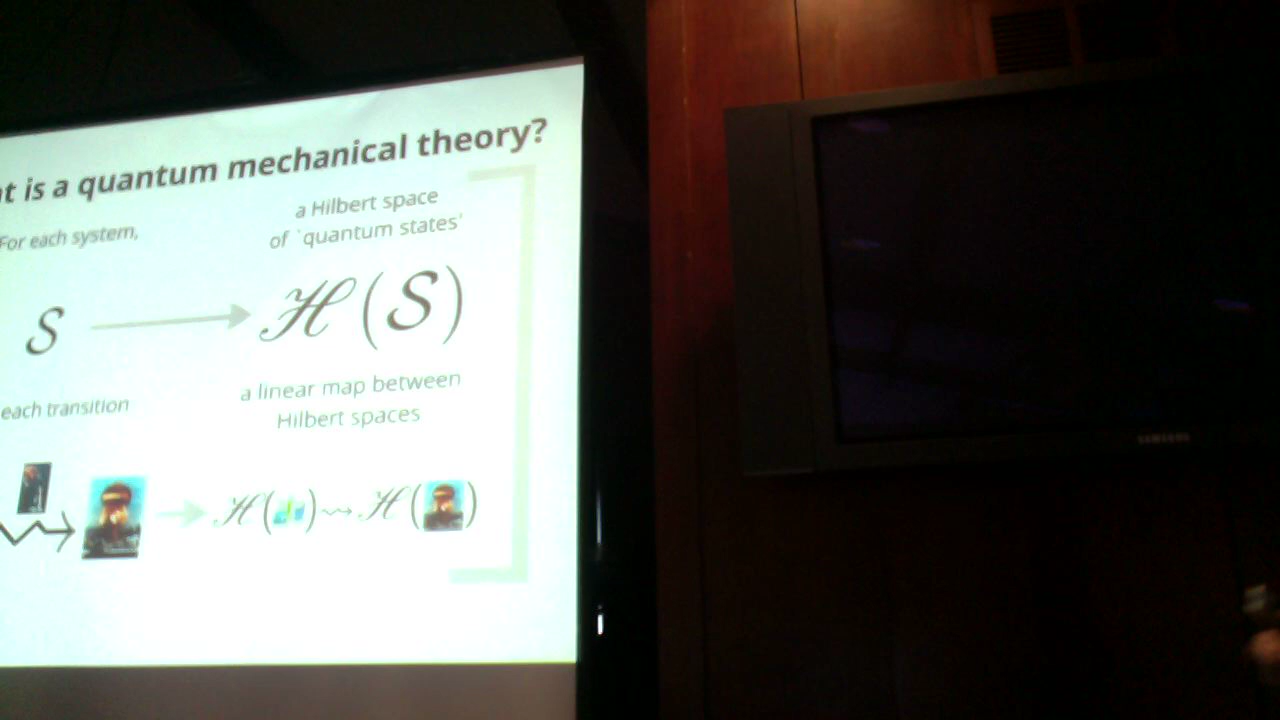 t is a quantum mechanical theory?
For each system,
a Hilbert space
of `quantum states'
S → ℋ(S)
each transition
a linear map between
Hilbert spaces
→ ℋ( ) ⇝ ℋ( )
SAMSUNG